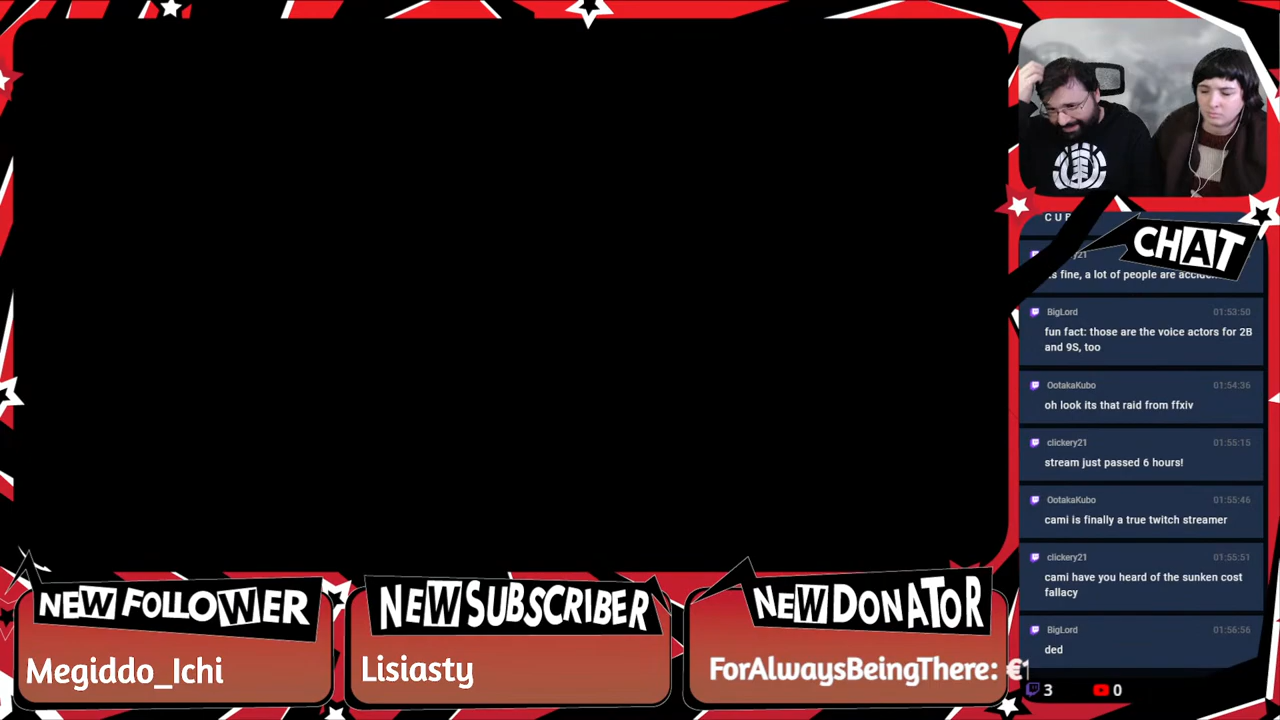 CHAT
BigLord 01:53:50
fun fact: those are the voice actors for 2B
and 9S, too
OotakaKubo 01:54:36
oh look its that raid from ffxiv
clickery21 01:55:15
stream just passed 6 hours!
OotakaKubo 01:55:46
cami is finally a true twitch streamer
clickery21 01:55:51
cami have you heard of the sunken cost
fallacy
BigLord 01:56:56
ded
3 0
NEW FOLLOWER
Megiddo_Ichi
NEW SUBSCRIBER
Lisiasty
NEW DONATOR
ForAlwaysBeingThere: